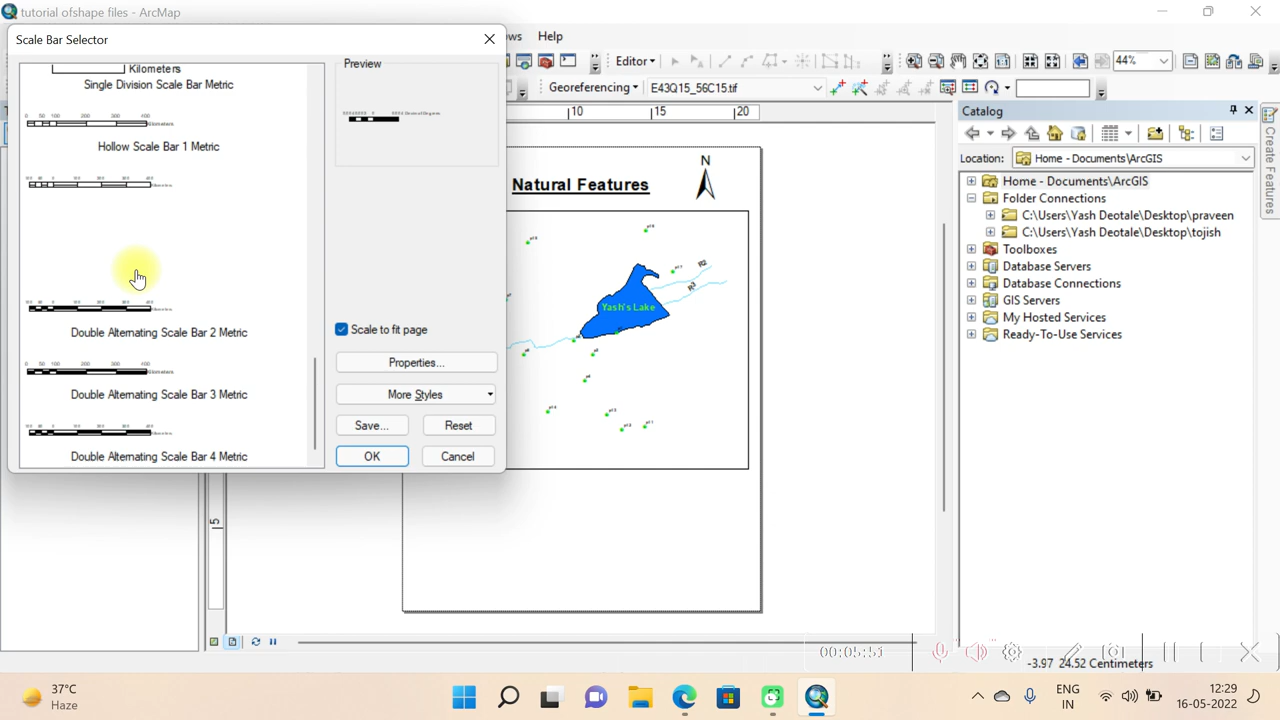 tutorial ofshape files - ArcMap
Scale Bar Selector
ws
Help
Editor
44%
Georeferencing
E43Q15_56C15.tif
Kilometers
Single Division Scale Bar Metric
Hollow Scale Bar 1 Metric
Double Alternating Scale Bar 2 Metric
Double Alternating Scale Bar 3 Metric
Double Alternating Scale Bar 4 Metric
Preview
Scale to fit page
Properties...
More Styles
Save...
Reset
OK
Cancel
10
15
20
N
Natural Features
R2
R3
Yash's Lake
5
Catalog
Location:
Home - Documents\ArcGIS
Home - Documents\ArcGIS
Folder Connections
C:\Users\Yash Deotale\Desktop\praveen
C:\Users\Yash Deotale\Desktop\tojish
Toolboxes
Database Servers
Database Connections
GIS Servers
My Hosted Services
Ready-To-Use Services
Create Features
00:05:51
-3.97 24.52 Centimeters
37°C
Haze
ENG
IN
12:29
16-05-2022